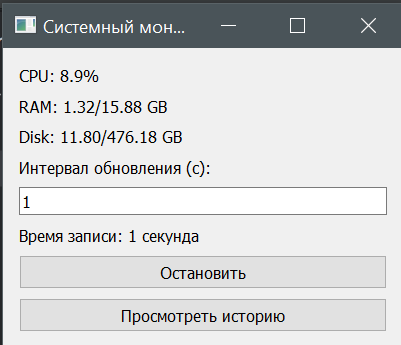 Системный мон...
CPU: 8.9%
RAM: 1.32/15.88 GB
Disk: 11.80/476.18 GB
Интервал обновления (с):
1
Время записи: 1 секунда
Остановить
Просмотреть историю